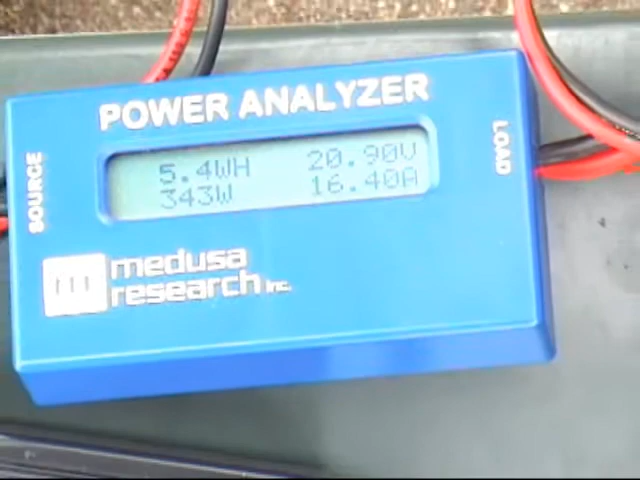 POWER ANALYZER
SOURCE
5.4WH 20.90V
343W 16.40A
LOAD
m medusa
research inc.